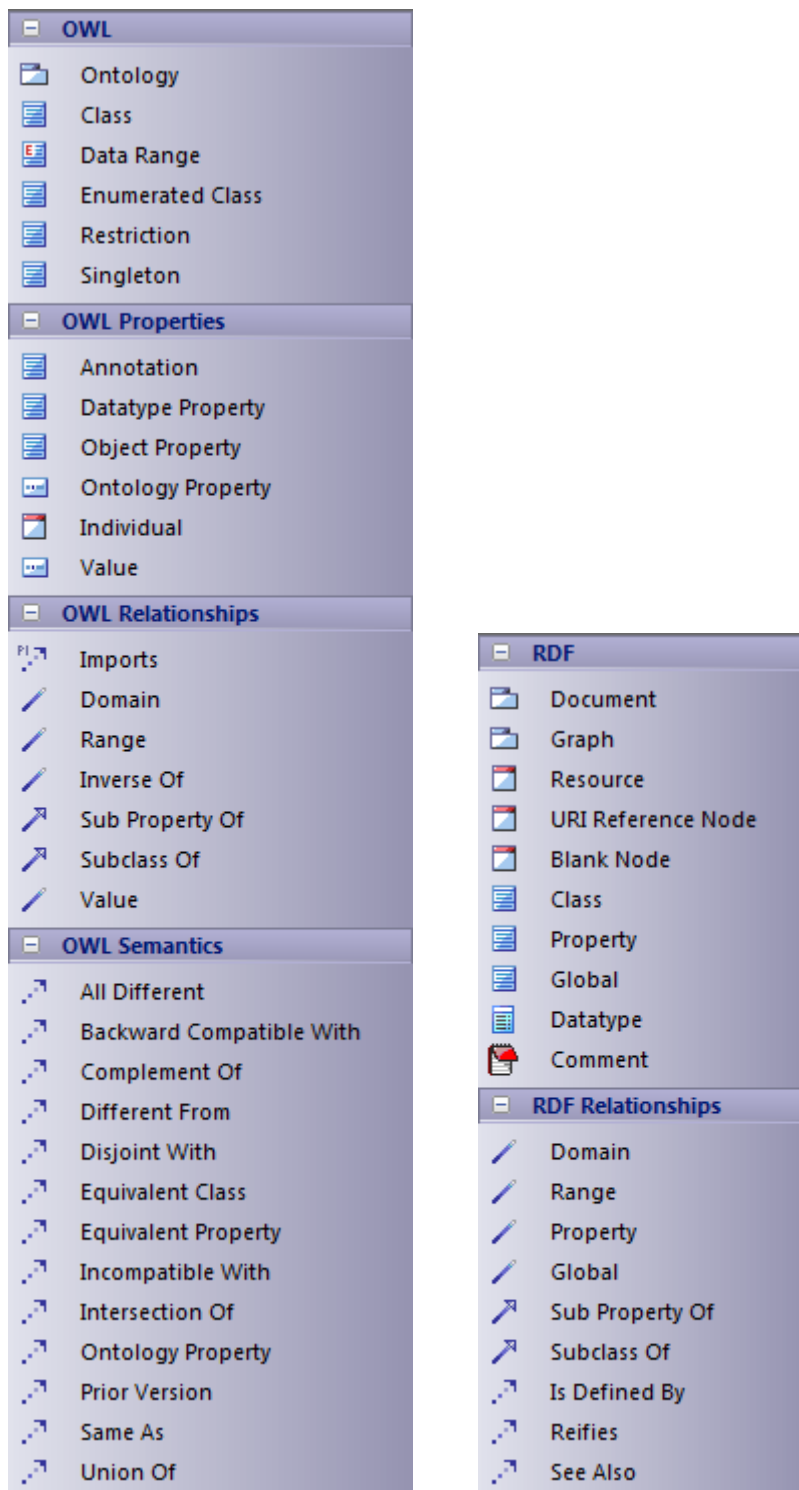 OWL
Ontology
Class
Data Range
Enumerated Class
Restriction
Singleton
OWL Properties
Annotation
Datatype Property
Object Property
Ontology Property
Individual
Value
OWL Relationships
Imports
Domain
Range
Inverse Of
Sub Property Of
Subclass Of
Value
OWL Semantics
All Different
Backward Compatible With
Complement Of
Different From
Disjoint With
Equivalent Class
Equivalent Property
Incompatible With
Intersection Of
Ontology Property
Prior Version
Same As
Union Of
RDF
Document
Graph
Resource
URI Reference Node
Blank Node
Class
Property
Global
Datatype
Comment
RDF Relationships
Domain
Range
Property
Global
Sub Property Of
Subclass Of
Is Defined By
Reifies
See Also